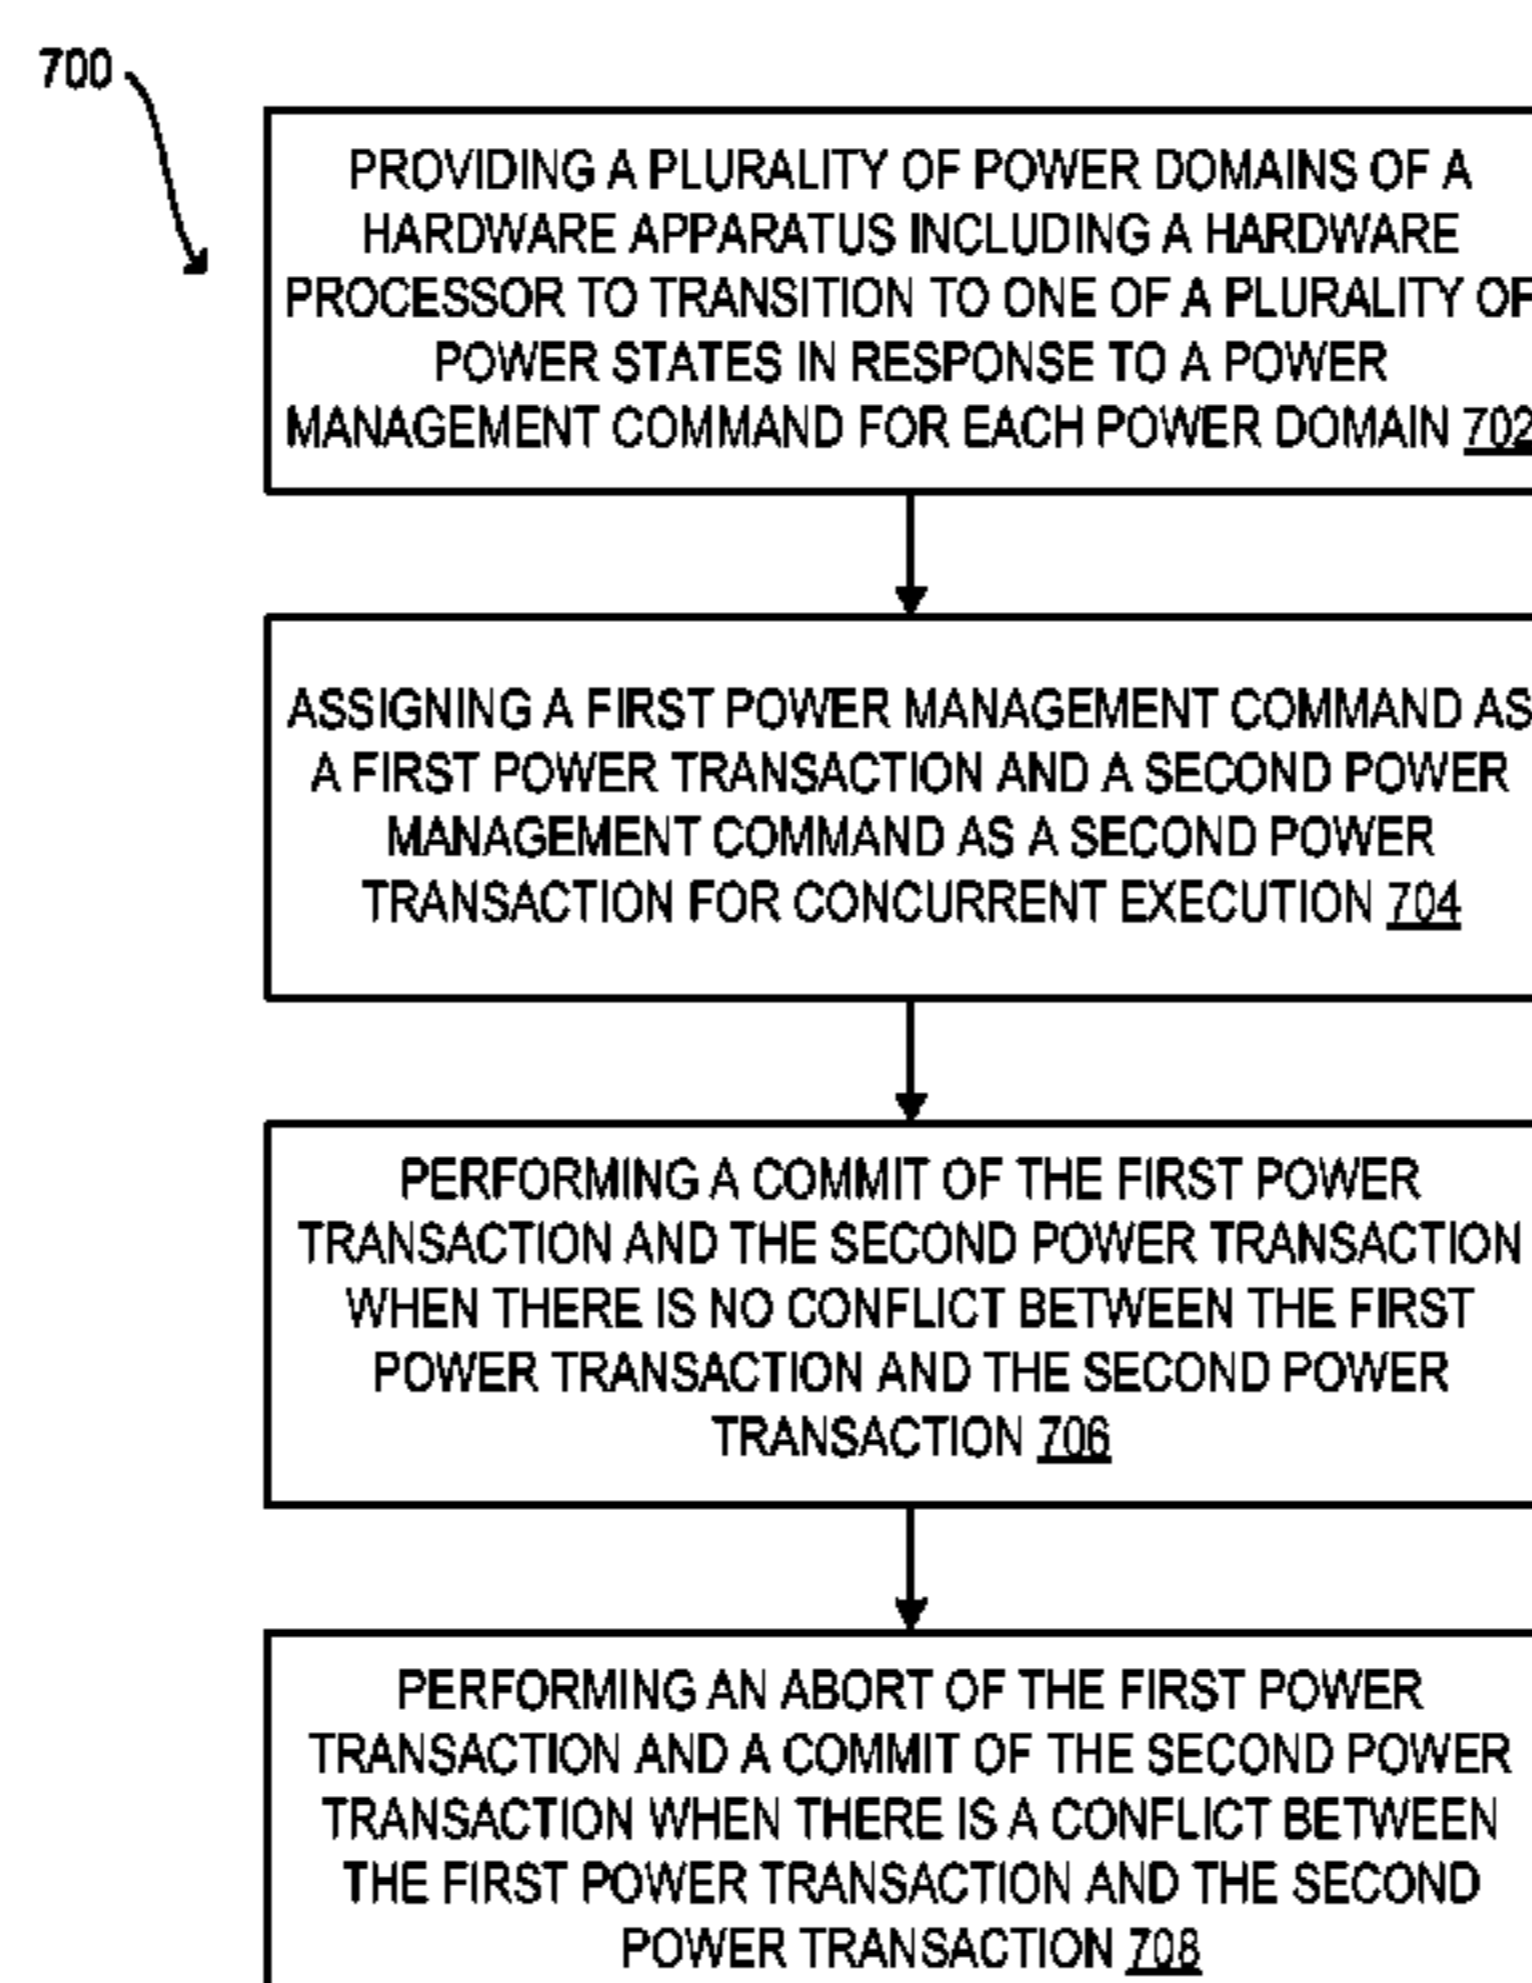 700
PROVIDING A PLURALITY OF POWER DOMAINS OF A
HARDWARE APPARATUS INCLUDING A HARDWARE
PROCESSOR TO TRANSITION TO ONE OF A PLURALITY OF
POWER STATES IN RESPONSE TO A POWER
MANAGEMENT COMMAND FOR EACH POWER DOMAIN 702
ASSIGNING A FIRST POWER MANAGEMENT COMMAND AS
A FIRST POWER TRANSACTION AND A SECOND POWER
MANAGEMENT COMMAND AS A SECOND POWER
TRANSACTION FOR CONCURRENT EXECUTION 704
PERFORMING A COMMIT OF THE FIRST POWER
TRANSACTION AND THE SECOND POWER TRANSACTION
WHEN THERE IS NO CONFLICT BETWEEN THE FIRST
POWER TRANSACTION AND THE SECOND POWER
TRANSACTION 706
PERFORMING AN ABORT OF THE FIRST POWER
TRANSACTION AND A COMMIT OF THE SECOND POWER
TRANSACTION WHEN THERE IS A CONFLICT BETWEEN
THE FIRST POWER TRANSACTION AND THE SECOND
POWER TRANSACTION 708